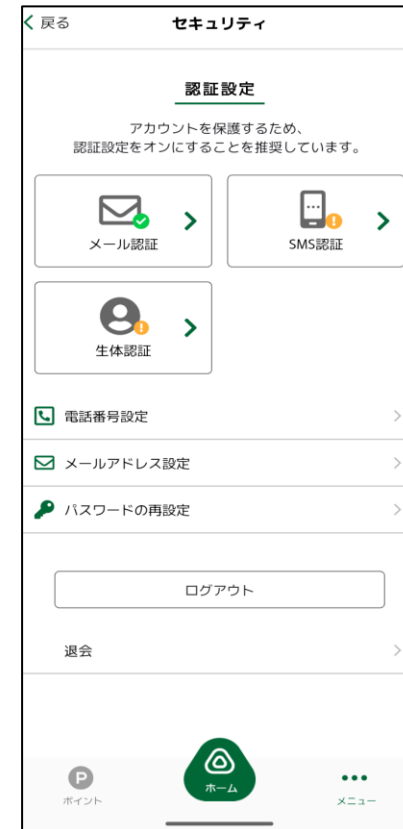 戻る
セキュリティ
認証設定
アカウントを保護するため、
認証設定をオンにすることを推奨しています。
メール認証
SMS認証
生体認証
電話番号設定
メールアドレス設定
パスワードの再設定
ログアウト
退会
P
ポイント
ホーム
メニュー